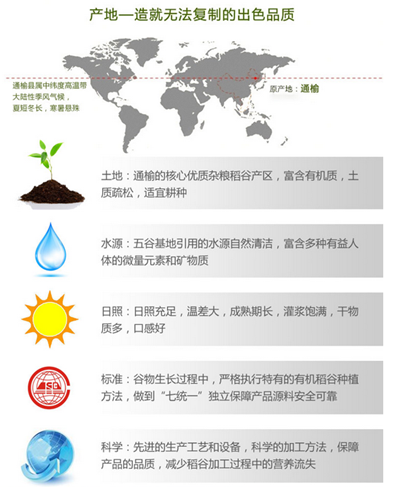 产地—造就无法复制的出色品质
通榆县属中纬度高温带
大陆性季风气候，
夏短冬长，寒暑悬殊
原产地：通榆
土地：通榆的核心优质杂粮稻谷产区，富含有机质，土
质疏松，适宜耕种
水源：五谷基地引用的水源自然清洁，富含多种有益人
体的微量元素和矿物质
日照：日照充足，温差大，成熟期长，灌浆饱满，干物
质多，口感好
标准：谷物生长过程中，严格执行特有的有机稻谷种植
方法，做到“七统一”独立保障产品源料安全可靠
科学：先进的生产工艺和设备，科学的加工方法，保障
产品的品质，减少稻谷加工过程中的营养流失